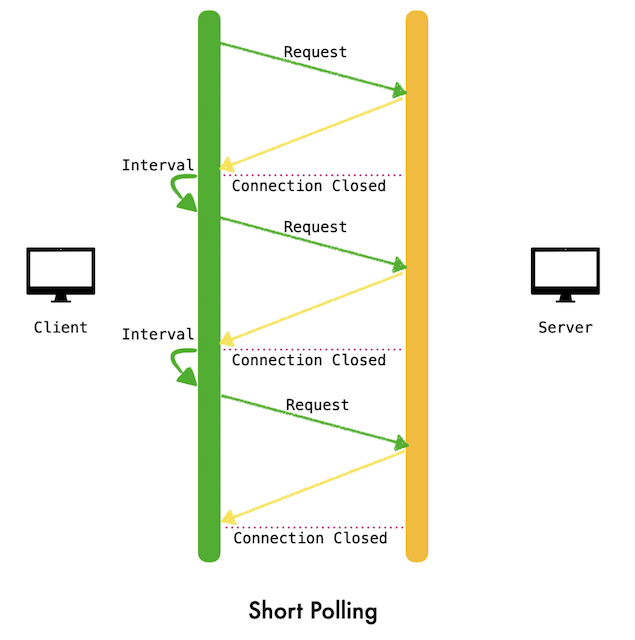 Request
Interval
Connection Closed
Request
Client
Server
Interval
Connection Closed
Request
Connection Closed
Short Polling